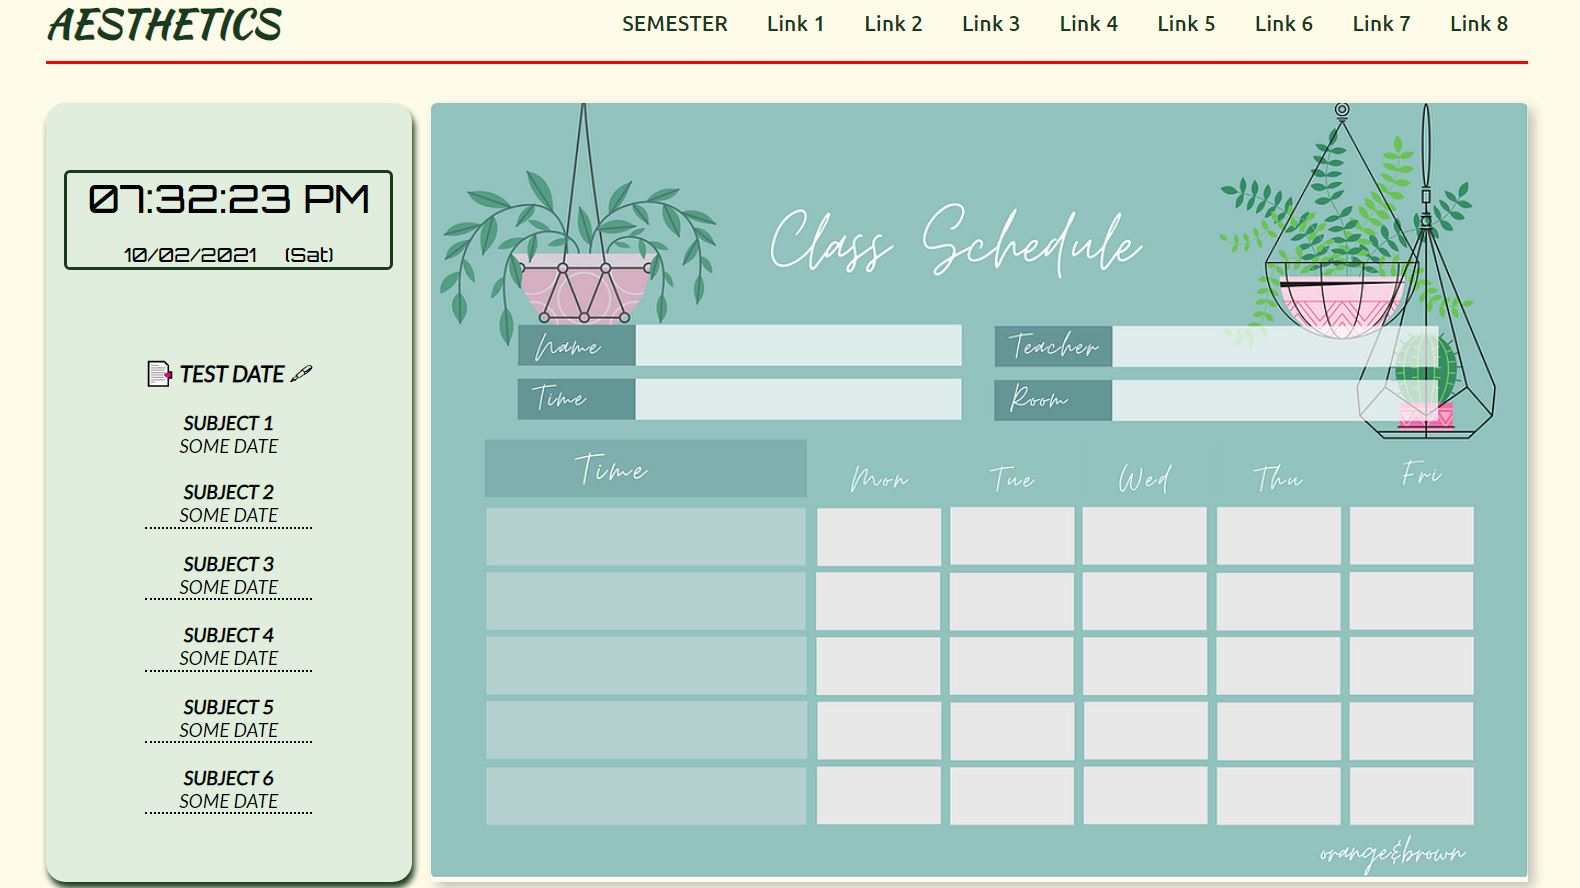 AESTHETICS
SEMESTER Link 1 Link 2 Link 3 Link 4 Link 5 Link 6 Link 7 Link 8
07:32:23 PM
10/02/2021 (Sat)
TEST DATE
SUBJECT 1
SOME DATE
SUBJECT 2
SOME DATE
SUBJECT 3
SOME DATE
SUBJECT 4
SOME DATE
SUBJECT 5
SOME DATE
SUBJECT 6
SOME DATE
Class Schedule
Name
Teacher
Time
Room
Time Mon Tue Wed Thu Fri
orange&brown